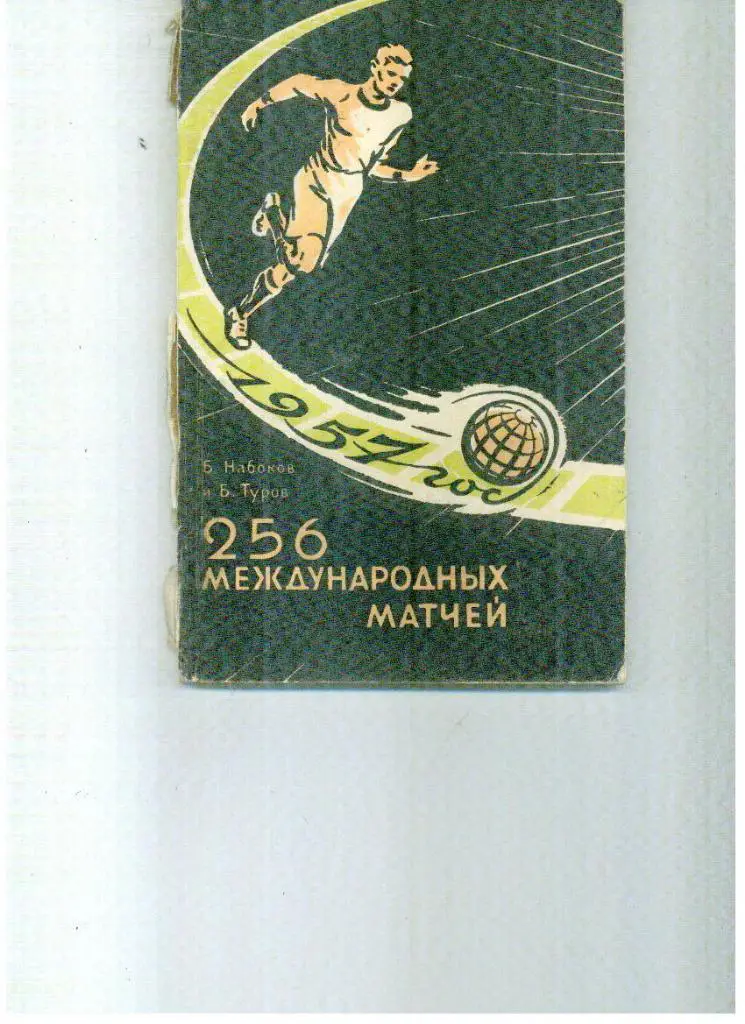 1957 год
Б. Набоков
и Б. Туров
256
МЕЖДУНАРОДНЫХ
МАТЧЕЙ